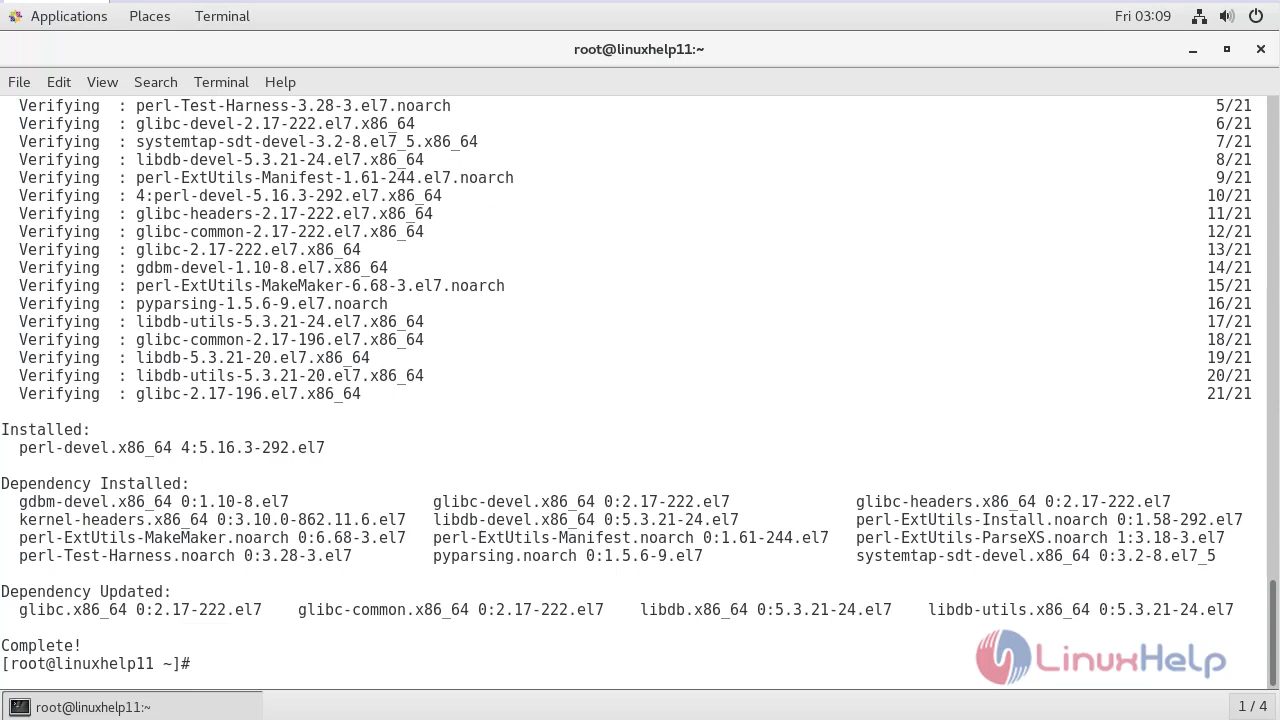 Applications Places Terminal Fri 03:09
root@linuxhelp11:~
File Edit View Search Terminal Help
Verifying : perl-Test-Harness-3.28-3.el7.noarch 5/21
Verifying : glibc-devel-2.17-222.el7.x86_64 6/21
Verifying : systemtap-sdt-devel-3.2-8.el7_5.x86_64 7/21
Verifying : libdb-devel-5.3.21-24.el7.x86_64 8/21
Verifying : perl-ExtUtils-Manifest-1.61-244.el7.noarch 9/21
Verifying : 4:perl-devel-5.16.3-292.el7.x86_64 10/21
Verifying : glibc-headers-2.17-222.el7.x86_64 11/21
Verifying : glibc-common-2.17-222.el7.x86_64 12/21
Verifying : glibc-2.17-222.el7.x86_64 13/21
Verifying : gdbm-devel-1.10-8.el7.x86_64 14/21
Verifying : perl-ExtUtils-MakeMaker-6.68-3.el7.noarch 15/21
Verifying : pyparsing-1.5.6-9.el7.noarch 16/21
Verifying : libdb-utils-5.3.21-24.el7.x86_64 17/21
Verifying : glibc-common-2.17-196.el7.x86_64 18/21
Verifying : libdb-5.3.21-20.el7.x86_64 19/21
Verifying : libdb-utils-5.3.21-20.el7.x86_64 20/21
Verifying : glibc-2.17-196.el7.x86_64 21/21
Installed:
perl-devel.x86_64 4:5.16.3-292.el7
Dependency Installed:
gdbm-devel.x86_64 0:1.10-8.el7 glibc-devel.x86_64 0:2.17-222.el7 glibc-headers.x86_64 0:2.17-222.el7
kernel-headers.x86_64 0:3.10.0-862.11.6.el7 libdb-devel.x86_64 0:5.3.21-24.el7 perl-ExtUtils-Install.noarch 0:1.58-292.el7
perl-ExtUtils-MakeMaker.noarch 0:6.68-3.el7 perl-ExtUtils-Manifest.noarch 0:1.61-244.el7 perl-ExtUtils-ParseXS.noarch 1:3.18-3.el7
perl-Test-Harness.noarch 0:3.28-3.el7 pyparsing.noarch 0:1.5.6-9.el7 systemtap-sdt-devel.x86_64 0:3.2-8.el7_5
Dependency Updated:
glibc.x86_64 0:2.17-222.el7 glibc-common.x86_64 0:2.17-222.el7 libdb.x86_64 0:5.3.21-24.el7 libdb-utils.x86_64 0:5.3.21-24.el7
Complete!
[root@linuxhelp11 ~]#
LinuxHelp
root@linuxhelp11:~ 1 / 4